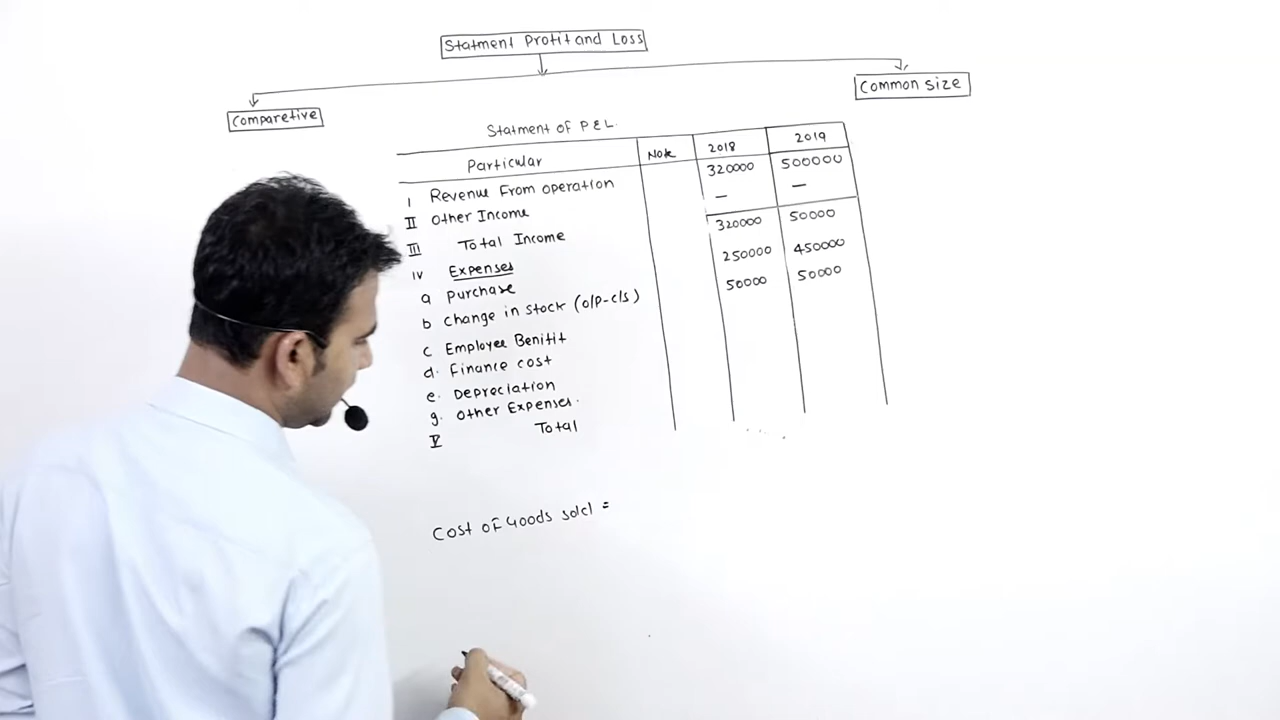 Statment Profit and Loss
Comparetive
Common size
Statment of P & L.
Particular Note 2018 2019
I Revenue From operation 320000 500000
II Other Income — —
III Total Income 320000 50000
IV Expenses
a Purchase 250000 450000
b Change in stock (o/p-c/s) 50000 50000
c Employee Benitit
d. Finance cost
e. Depreciation
g. Other Expenses.
V Total
Cost of Goods sold =